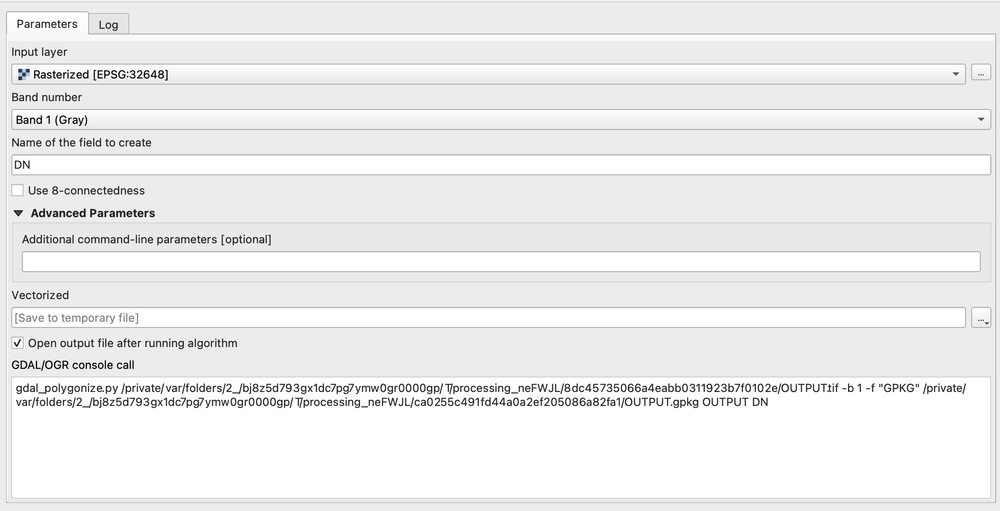 Parameters
Log
Input layer
Rasterized [EPSG:32648]
...
Band number
Band 1 (Gray)
Name of the field to create
DN
Use 8-connectedness
Advanced Parameters
Additional command-line parameters [optional]
Vectorized
[Save to temporary file]
...
Open output file after running algorithm
GDAL/OGR console call
gdal_polygonize.py /private/var/folders/2_/bj8z5d793gx1dc7pg7ymw0gr0000gp/T/processing_neFWJL/8dc45735066a4eabb0311923b7f0102e/OUTPUT.tif -b 1 -f "GPKG" /private/
var/folders/2_/bj8z5d793gx1dc7pg7ymw0gr0000gp/T/processing_neFWJL/ca0255c491fd44a0a2ef205086a82fa1/OUTPUT.gpkg OUTPUT DN